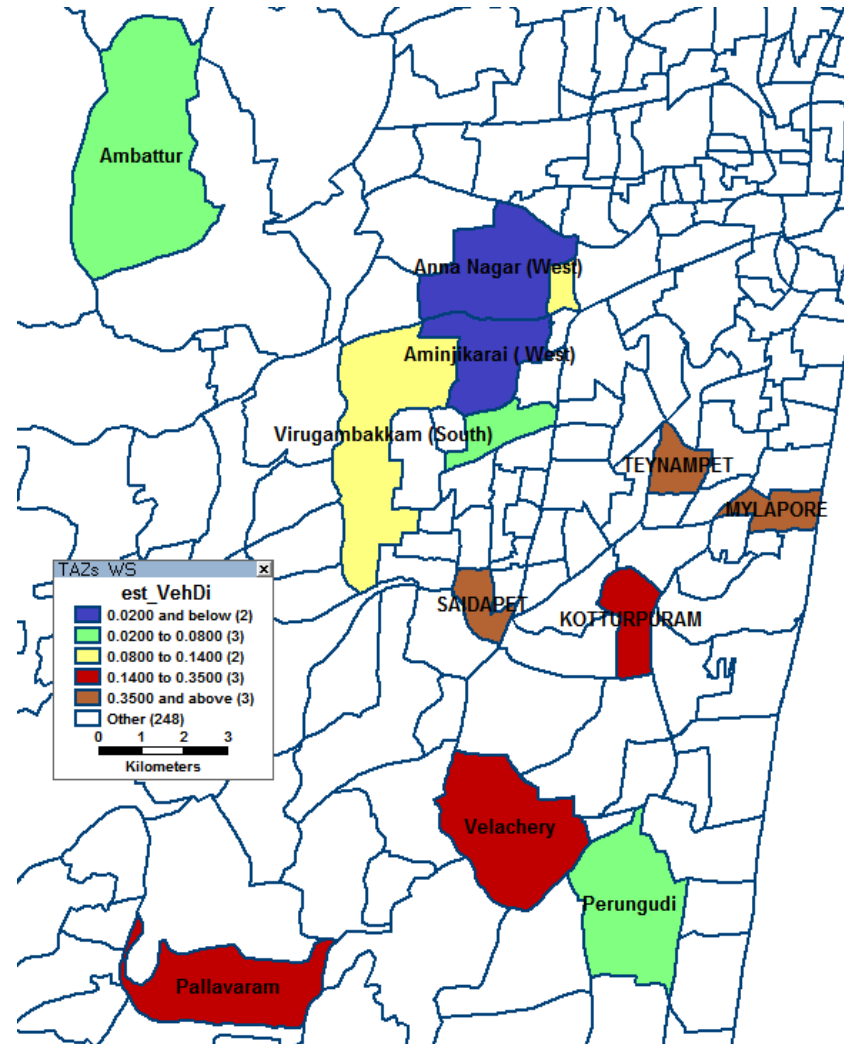 Ambattur
Anna Nagar (West)
Aminjikarai ( West)
Virugambakkam (South)
TEYNAMPET
MYLAPORE
SAIDAPET
KOTTURPURAM
TAZs WS
est_VehDi
0.0200 and below (2)
0.0200 to 0.0800 (3)
0.0800 to 0.1400 (2)
0.1400 to 0.3500 (3)
0.3500 and above (3)
Other (248)
0 1 2 3
Kilometers
Velachery
Perungudi
Pallavaram